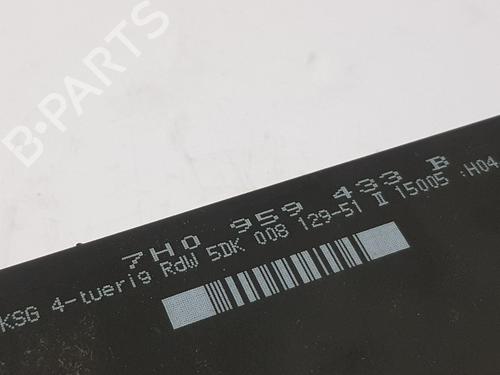 B-PARTS
7H0 959 433 B
KSG 4-tuerig RdW 5DK 008 129-51 II 15005 :H04